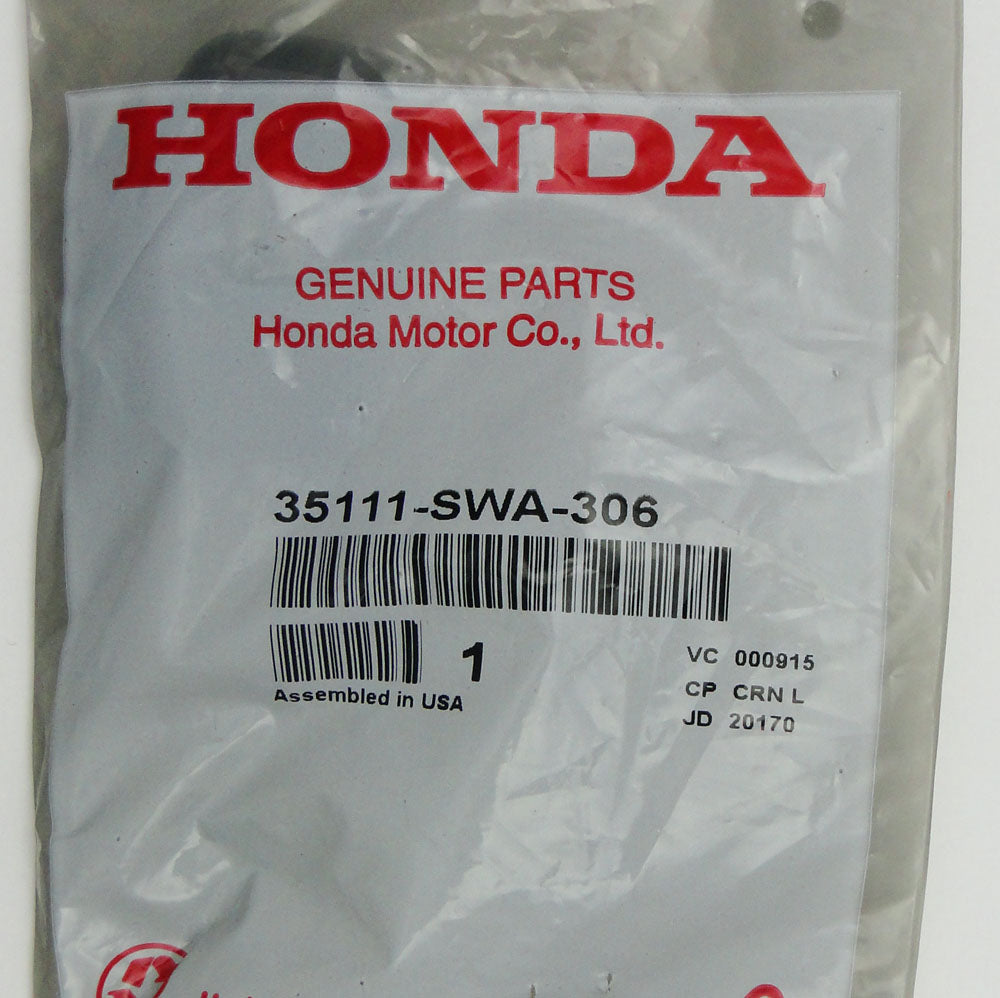 HONDA
GENUINE PARTS
Honda Motor Co., Ltd.
35111-SWA-306
1
Assembled in USA
VC 000915
CP CRN L
JD 20170